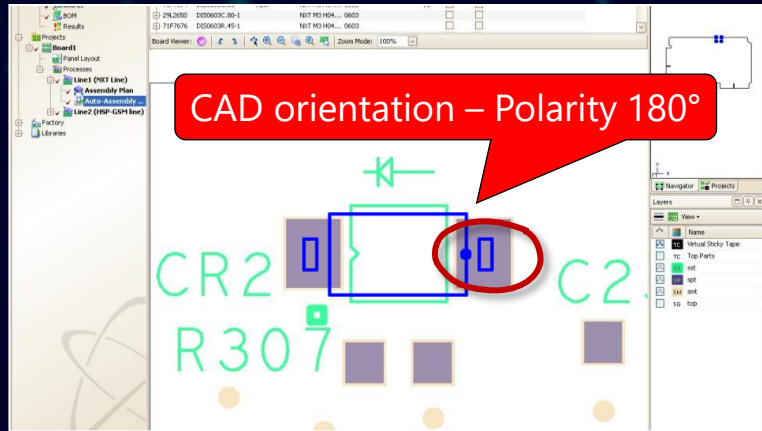 BOM
Results
Projects
Board1
Panel Layout
Processes
Line1 (NXT Line)
Assembly Plan
Auto-Assembly ...
Line2 (HSP-GSM line)
Factory
Libraries
29L2650 DIS0603C.80-1 NXT M3 H04... 0603
71F7676 DIS0603R.45-1 NXT M3 H04... 0603
Board Viewer: Zoom Mode: 100%
CAD orientation – Polarity 180°
CR2
R307
C2
Y
x
Navigator Projects
Layers
View
Name
TC Virtual Sticky Tape
TC Top Parts
sst
spt
SM smt
SG top